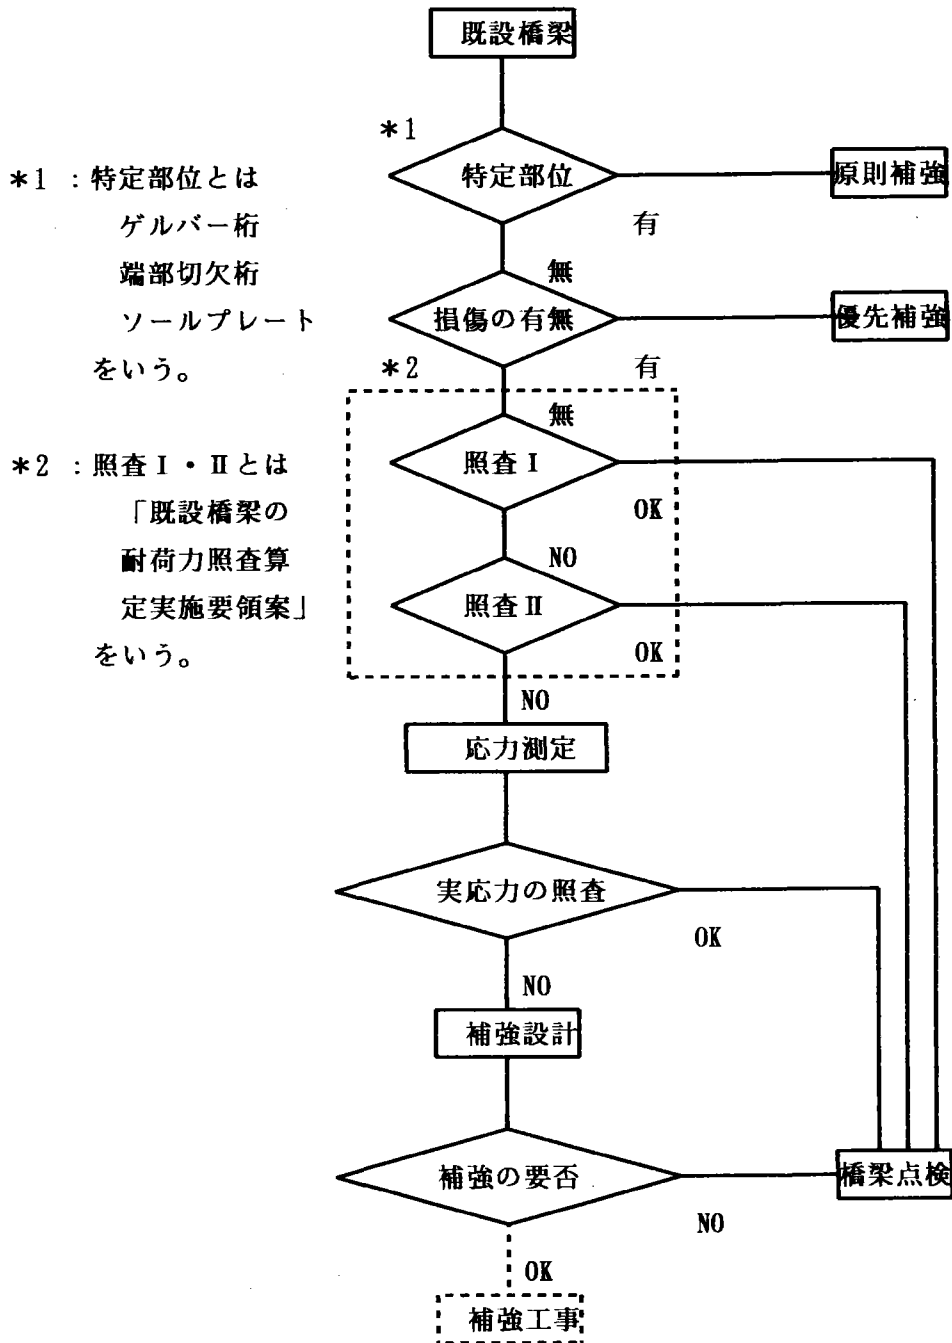 既設橋梁
*1
特定部位
原則補強
有
無
*1 :特定部位とは
ゲルバー桁
端部切欠桁
ソールプレート
をいう。
損傷の有無
優先補強
有
*2
無
*2 :照査Ⅰ・Ⅱとは
「既設橋梁の
耐荷力照査算
定実施要領案」
をいう。
照査Ⅰ
OK
NO
照査Ⅱ
OK
NO
応力測定
実応力の照査
OK
NO
補強設計
補強の要否
橋梁点検
NO
OK
補強工事